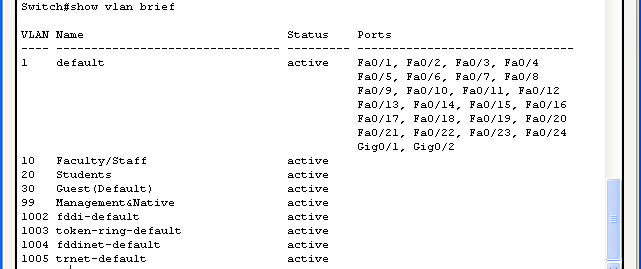 Switch#show vlan brief
VLAN Name                             Status    Ports
---- -------------------------------- --------- -------------------------------
1    default                          active    Fa0/1, Fa0/2, Fa0/3, Fa0/4
                                                Fa0/5, Fa0/6, Fa0/7, Fa0/8
                                                Fa0/9, Fa0/10, Fa0/11, Fa0/12
                                                Fa0/13, Fa0/14, Fa0/15, Fa0/16
                                                Fa0/17, Fa0/18, Fa0/19, Fa0/20
                                                Fa0/21, Fa0/22, Fa0/23, Fa0/24
                                                Gig0/1, Gig0/2
10   Faculty/Staff                    active
20   Students                         active
30   Guest(Default)                   active
99   Management&Native                active
1002 fddi-default                     active
1003 token-ring-default               active
1004 fddinet-default                  active
1005 trnet-default                    active